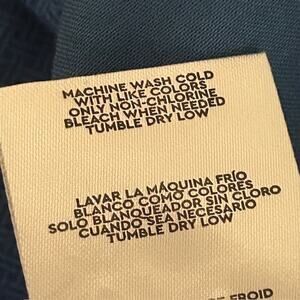 MACHINE WASH COLD
WITH LIKE COLORS
ONLY NON-CHLORINE
BLEACH WHEN NEEDED
TUMBLE DRY LOW
LAVAR LA MÁQUINA FRÍO
BLANCO COMO COLORES
SOLO BLANQUEADOR SIN CLORO
CUANDO SEA NECESARIO
TUMBLE DRY LOW
FROID